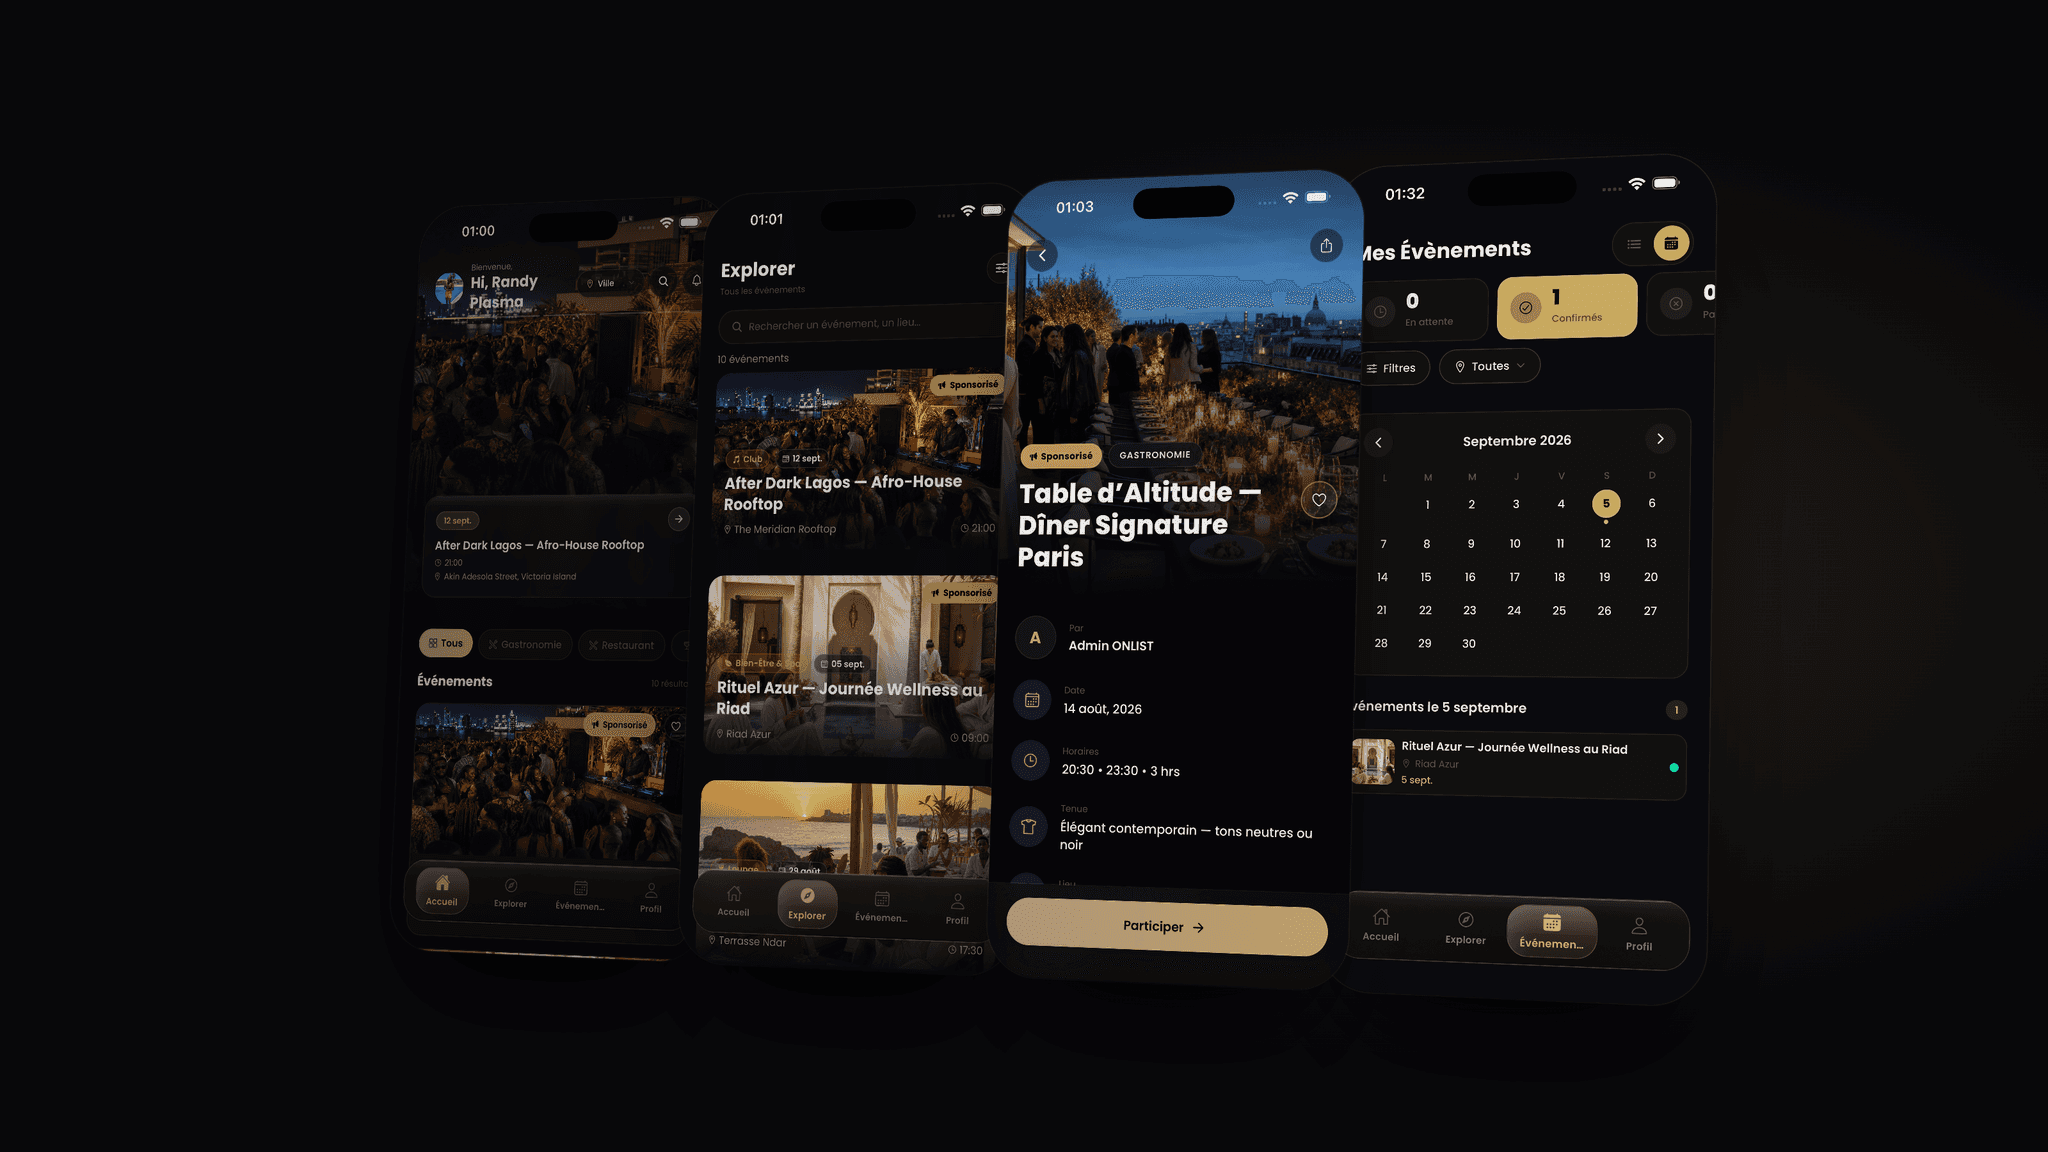 01:00
Bienvenue,
Hi, Randy
Plasma
Ville
12 sept.
After Dark Lagos — Afro-House Rooftop
21:00
Akin Adesola Street, Victoria Island
Tous
Gastronomie
Restaurant
Événements
10 résulta
Sponsorisé
Accueil
Explorer
Événemen...
Profil
01:01
Explorer
Tous les événements
Rechercher un événement, un lieu...
10 événements
Sponsorisé
Club
12 sept.
After Dark Lagos — Afro-House
Rooftop
The Meridian Rooftop
21:00
Sponsorisé
Bien-Être & Spa
05 sept.
Rituel Azur — Journée Wellness au
Riad
Riad Azur
09:00
Lounge
29 août
Terrasse Ndar
17:30
Accueil
Explorer
Événemen...
Profil
01:03
Sponsorisé
GASTRONOMIE
Table d’Altitude —
Dîner Signature
Paris
A
Par
Admin ONLIST
Date
14 août, 2026
Horaires
20:30 • 23:30 • 3 hrs
Tenue
Élégant contemporain — tons neutres ou
noir
Lieu
Participer
01:32
Mes Évènements
0
En attente
1
Confirmés
0
Pa
Filtres
Toutes
Septembre 2026
L M M J V S D
1 2 3 4 5 6
7 8 9 10 11 12 13
14 15 16 17 18 19 20
21 22 23 24 25 26 27
28 29 30
vénements le 5 septembre
1
Rituel Azur — Journée Wellness au Riad
Riad Azur
5 sept.
Accueil
Explorer
Événemen...
Profil